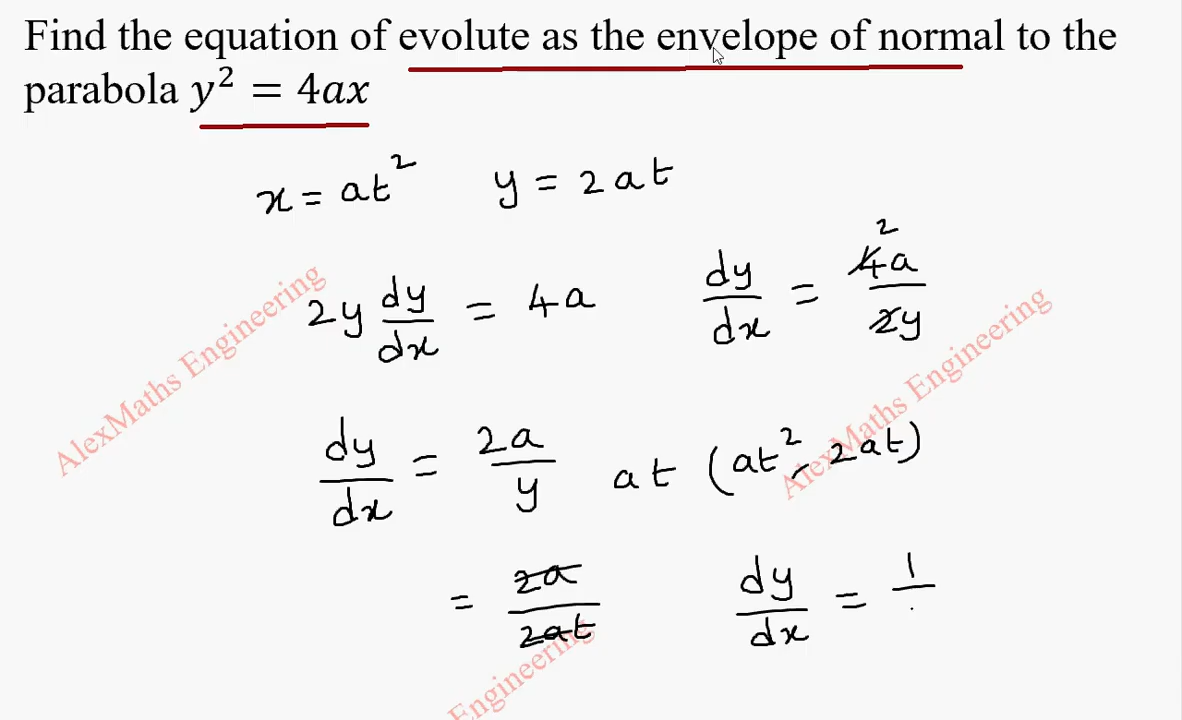 Find the equation of evolute as the envelope of normal to the
parabola y² = 4ax
x = at² y = 2at
2y dy/dx = 4a dy/dx = 4a/2y 2
AlexMaths Engineering
AlexMaths Engineering
dy/dx = 2a/y at (at², 2at)
= 2a/2at dy/dx = 1/
Engineering